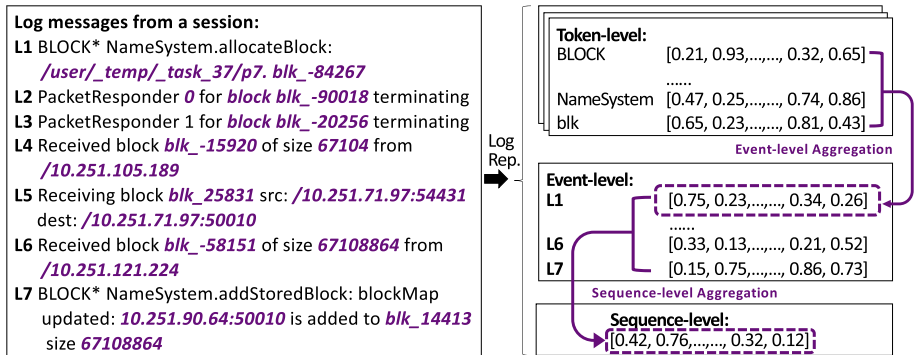 Log messages from a session:
L1 BLOCK* NameSystem.allocateBlock:
/user/_temp/_task_37/p7. blk_-84267
L2 PacketResponder 0 for block blk_-90018 terminating
L3 PacketResponder 1 for block blk_-20256 terminating
L4 Received block blk_-15920 of size 67104 from
/10.251.105.189
L5 Receiving block blk_25831 src: /10.251.71.97:54431
dest: /10.251.71.97:50010
L6 Received block blk_-58151 of size 67108864 from
/10.251.121.224
L7 BLOCK* NameSystem.addStoredBlock: blockMap
updated: 10.251.90.64:50010 is added to blk_14413
size 67108864
Log
Rep.
Token-level:
BLOCK [0.21, 0.93,...,..., 0.32, 0.65]
......
NameSystem [0.47, 0.25,...,..., 0.74, 0.86]
blk [0.65, 0.23,...,..., 0.81, 0.43]
Event-level Aggregation
Event-level:
L1 [0.75, 0.23,...,..., 0.34, 0.26]
......
L6 [0.33, 0.13,...,..., 0.21, 0.52]
L7 [0.15, 0.75,...,..., 0.86, 0.73]
Sequence-level Aggregation
Sequence-level:
[0.42, 0.76,...,..., 0.32, 0.12]